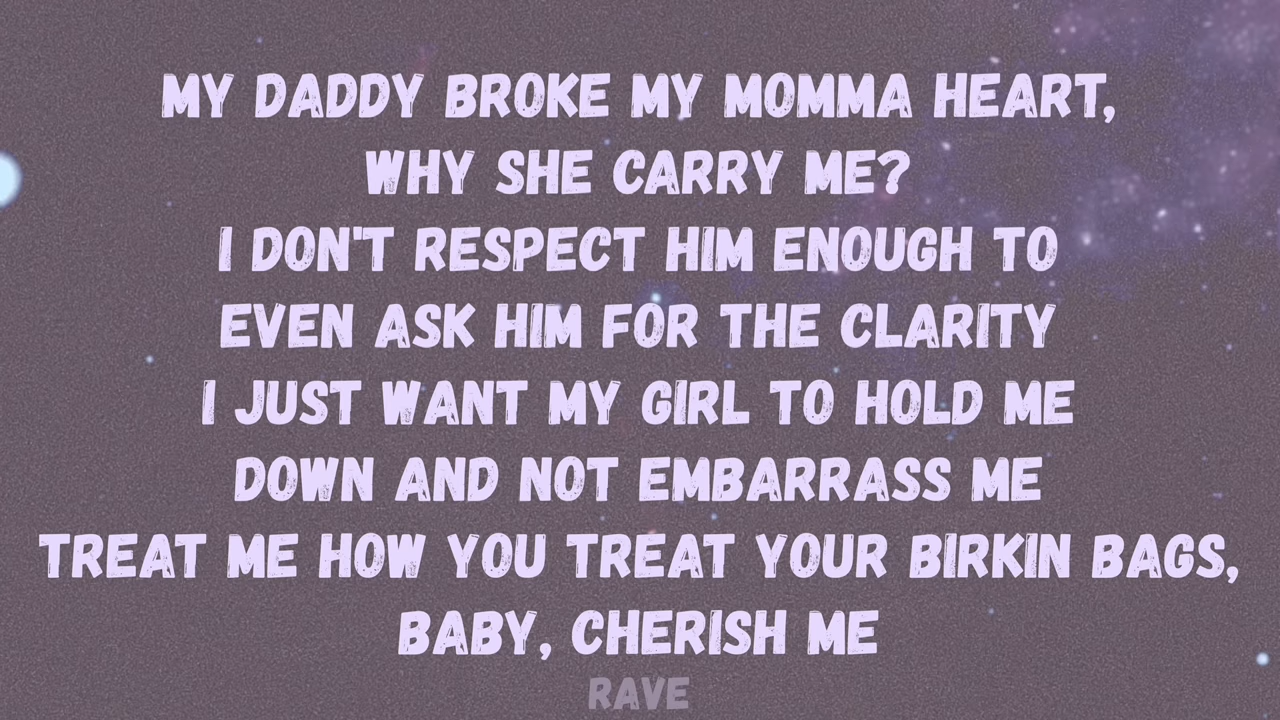 MY DADDY BROKE MY MOMMA HEART,
WHY SHE CARRY ME?
I DON'T RESPECT HIM ENOUGH TO
EVEN ASK HIM FOR THE CLARITY
I JUST WANT MY GIRL TO HOLD ME
DOWN AND NOT EMBARRASS ME
TREAT ME HOW YOU TREAT YOUR BIRKIN BAGS,
BABY, CHERISH ME
RAVE